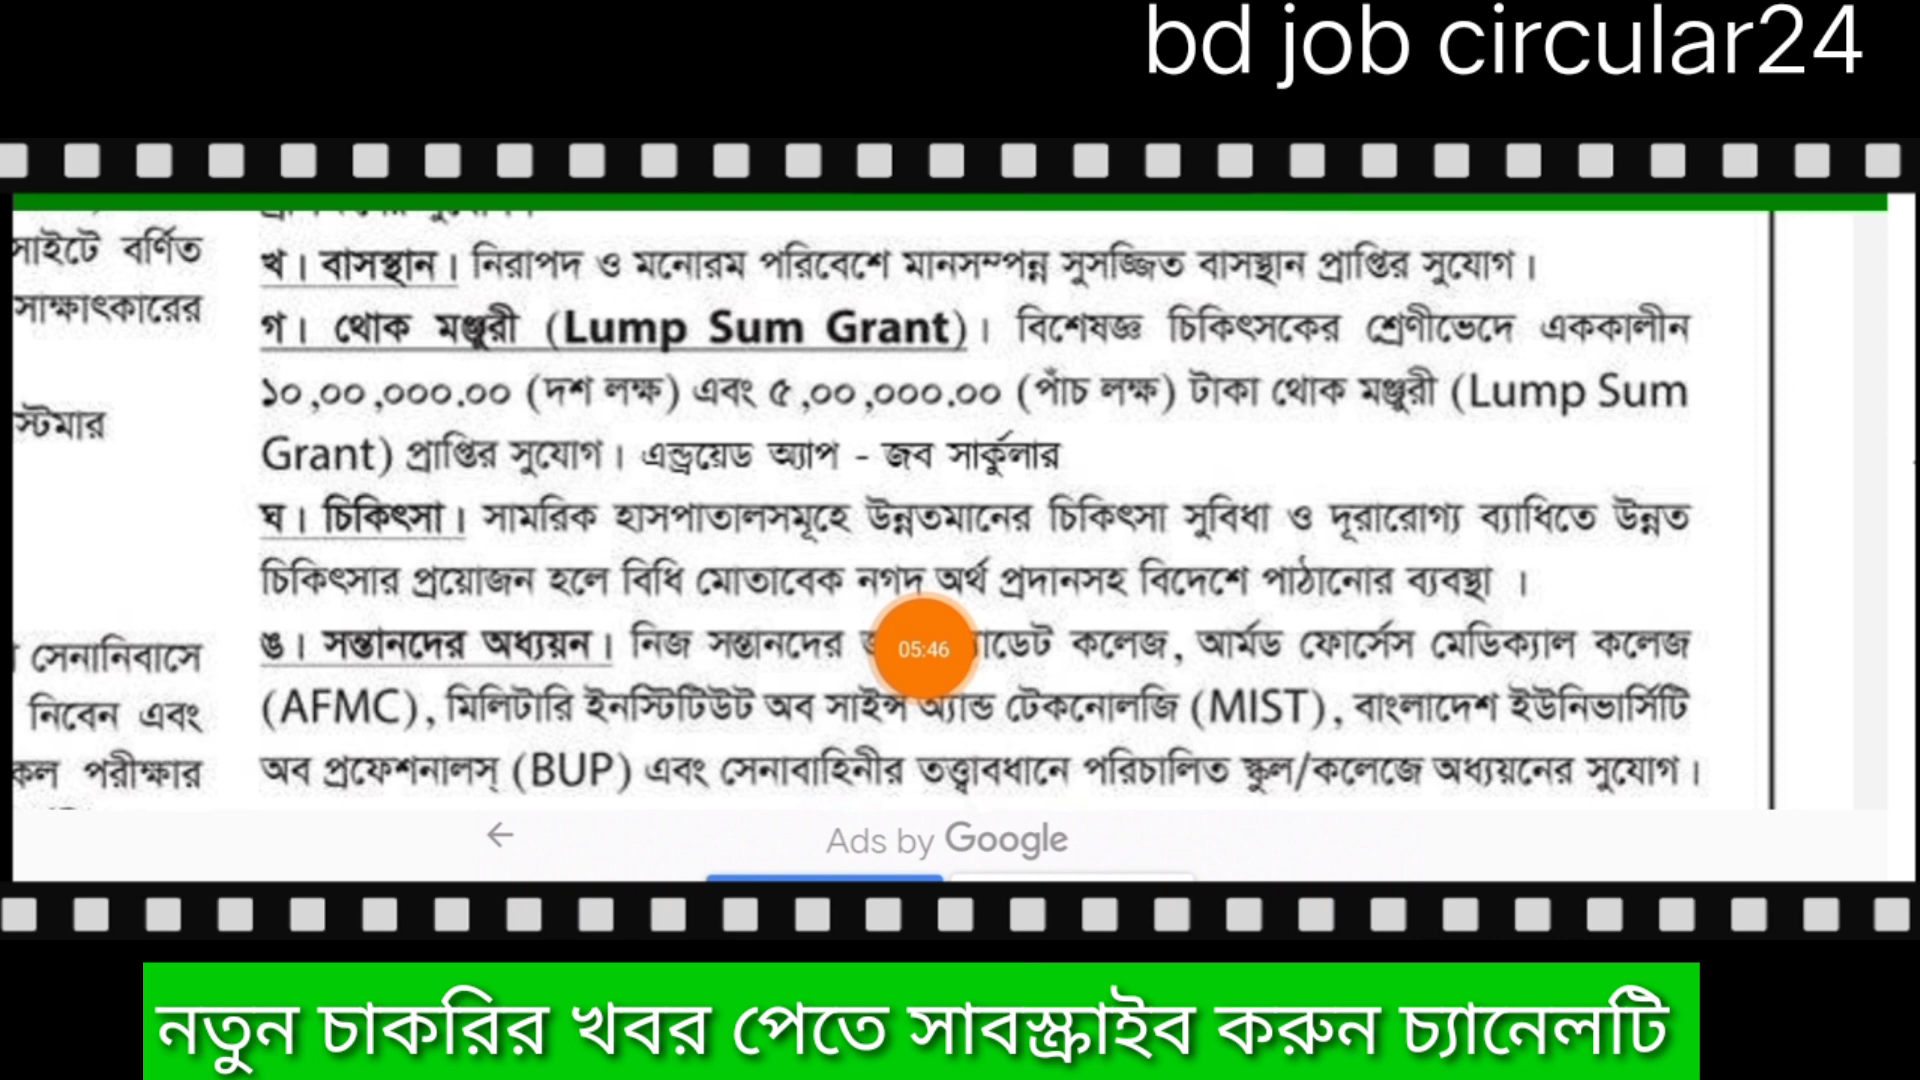 bd job circular24
সাইটে বর্ণিত
সাক্ষাৎকারের
স্টমার
সেনানিবাসে
নিবেন এবং
কল পরীক্ষার
খ। বাসস্থান। নিরাপদ ও মনোরম পরিবেশে মানসম্পন্ন সুসজ্জিত বাসস্থান প্রাপ্তির সুযোগ।
গ। থোক মঞ্জুরী (Lump Sum Grant)। বিশেষজ্ঞ চিকিৎসকের শ্রেণীভেদে এককালীন
১০,০০,০০০.০০ (দশ লক্ষ) এবং ৫,০০,০০০.০০ (পাঁচ লক্ষ) টাকা থোক মঞ্জুরী (Lump Sum
Grant) প্রাপ্তির সুযোগ। এন্ড্রয়েড অ্যাপ - জব সার্কুলার
ঘ। চিকিৎসা। সামরিক হাসপাতালসমূহে উন্নতমানের চিকিৎসা সুবিধা ও দূরারোগ্য ব্যাধিতে উন্নত
চিকিৎসার প্রয়োজন হলে বিধি মোতাবেক নগদ অর্থ প্রদানসহ বিদেশে পাঠানোর ব্যবস্থা ।
ঙ। সন্তানদের অধ্যয়ন। নিজ সন্তানদের াডেট কলেজ, আর্মড ফোর্সেস মেডিক্যাল কলেজ
05:46
(AFMC), মিলিটারি ইনস্টিটিউট অব সাইন্স অ্যান্ড টেকনোলজি (MIST), বাংলাদেশ ইউনিভার্সিটি
অব প্রফেশনালস্ (BUP) এবং সেনাবাহিনীর তত্ত্বাবধানে পরিচালিত স্কুল/কলেজে অধ্যয়নের সুযোগ।
Ads by Google
নতুন চাকরির খবর পেতে সাবস্ক্রাইব করুন চ্যানেলটি